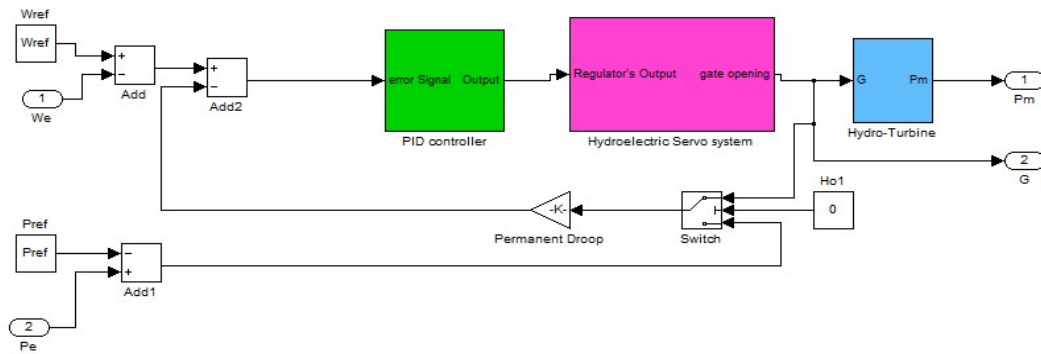 Wref
Wref
+
−
Add
1
We
+
−
Add2
error Signal Output
PID controller
Regulator's Output gate opening
Hydroelectric Servo system
G Pm
Hydro-Turbine
1
Pm
2
G
Ho1
0
Switch
-K-
Permanent Droop
Pref
Pref
−
+
Add1
2
Pe